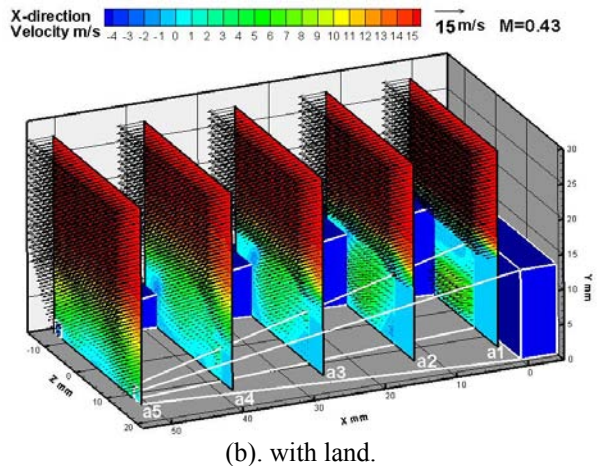 X-direction
Velocity m/s
-4 -3 -2 -1 0 1 2 3 4 5 6 7 8 9 10 11 12 13 14 15
15 m/s M=0.43
30
25
20
15
10
5
0
Y mm
-10
0
10
20
Z mm
a5
a4
a3
a2
a1
50
40
30
20
10
0
X mm
(b). with land.